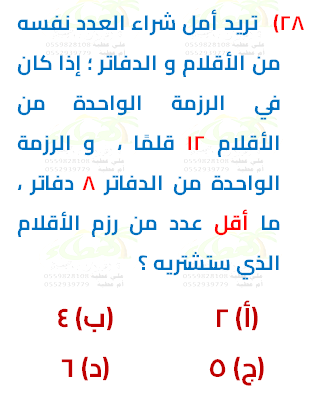 ٢٨) تريد أمل شراء العدد نفسه
من الأقلام و الدفاتر ؛ إذا كان
في الرزمة الواحدة من
الأقلام ١٢ قلمًا ، و الرزمة
الواحدة من الدفاتر ٨ دفاتر ،
ما أقل عدد من رزم الأقلام
الذي ستشتريه ؟
(أ) ٢ (ب) ٤
(ج) ٥ (د) ٦